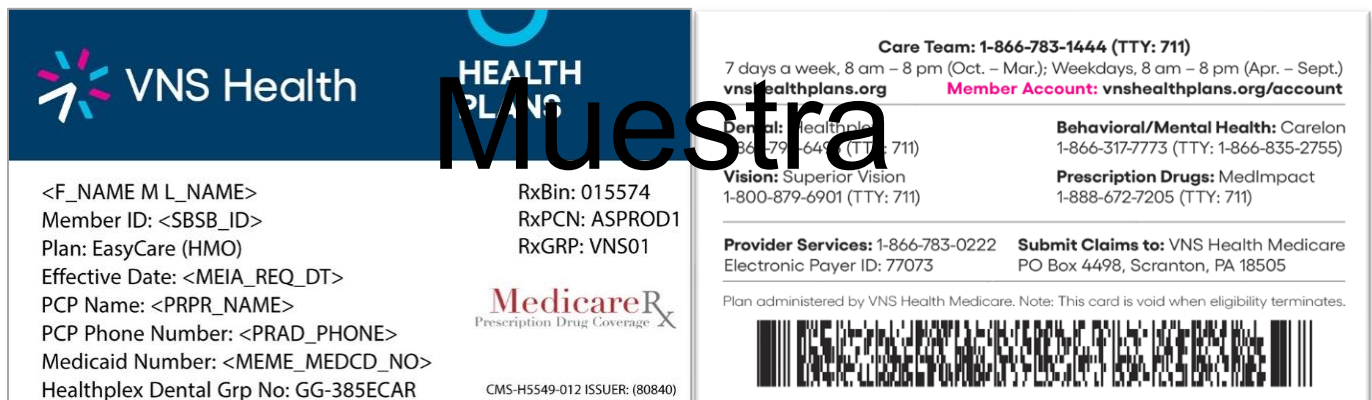 VNS Health
HEALTH
PLANS
Muestra
<F_NAME M L_NAME>
Member ID: <SBSB_ID>
Plan: EasyCare (HMO)
Effective Date: <MEIA_REQ_DT>
PCP Name: <PRPR_NAME>
PCP Phone Number: <PRAD_PHONE>
Medicaid Number: <MEME_MEDCD_NO>
Healthplex Dental Grp No: GG-385ECAR
RxBin: 015574
RxPCN: ASPROD1
RxGRP: VNS01
MedicareRx
Prescription Drug Coverage
CMS-H5549-012 ISSUER: (80840)
Care Team: 1-866-783-1444 (TTY: 711)
7 days a week, 8 am – 8 pm (Oct. – Mar.); Weekdays, 8 am – 8 pm (Apr. – Sept.)
vnshealthplans.org Member Account: vnshealthplans.org/account
Dental: Healthplex
(TTY: 711)
Behavioral/Mental Health: Carelon
1-866-317-7773 (TTY: 1-866-835-2755)
Vision: Superior Vision
1-800-879-6901 (TTY: 711)
Prescription Drugs: MedImpact
1-888-672-7205 (TTY: 711)
Provider Services: 1-866-783-0222
Electronic Payer ID: 77073
Submit Claims to: VNS Health Medicare
PO Box 4498, Scranton, PA 18505
Plan administered by VNS Health Medicare. Note: This card is void when eligibility terminates.